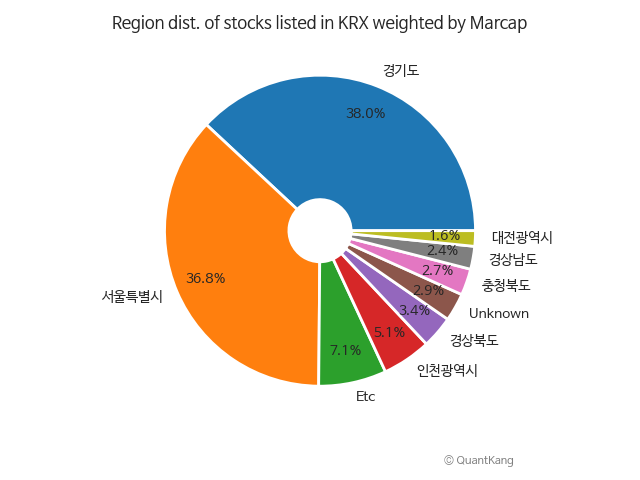 Region dist. of stocks listed in KRX weighted by Marcap
경기도
38.0%
서울특별시
36.8%
Etc
7.1%
인천광역시
5.1%
경상북도
3.4%
Unknown
2.9%
충청북도
2.7%
경상남도
2.4%
대전광역시
1.6%
© QuantKang